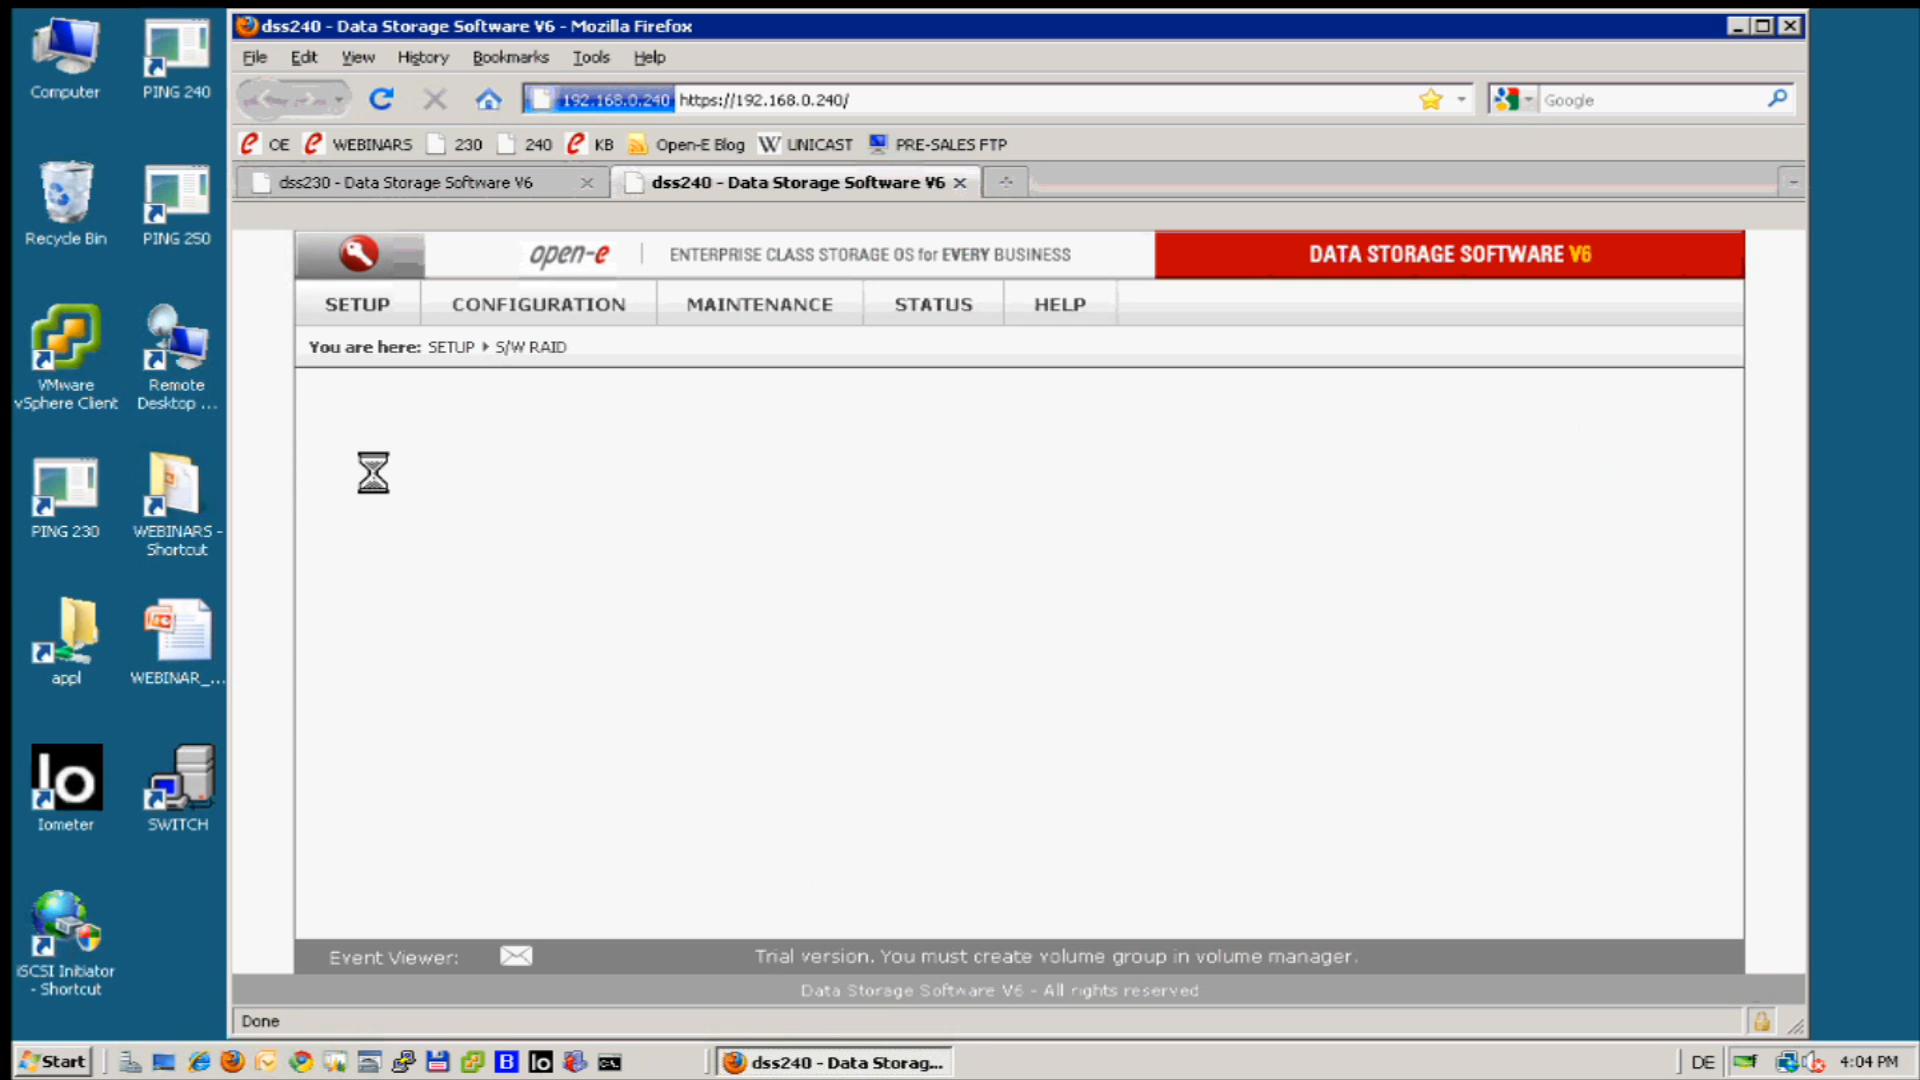 dss240 - Data Storage Software V6 - Mozilla Firefox
File Edit View History Bookmarks Tools Help
192.168.0.240 https://192.168.0.240/
Google
OE WEBINARS 230 240 KB Open-E Blog UNICAST PRE-SALES FTP
dss230 - Data Storage Software V6
dss240 - Data Storage Software V6
open-e
ENTERPRISE CLASS STORAGE OS for EVERY BUSINESS
DATA STORAGE SOFTWARE V6
SETUP CONFIGURATION MAINTENANCE STATUS HELP
You are here: SETUP S/W RAID
Event Viewer:
Trial version. You must create volume group in volume manager.
Data Storage Software V6 - All rights reserved
Done
Computer
PING 240
Recycle Bin
PING 250
VMware
vSphere Client
Remote
Desktop ...
PING 230
WEBINARS -
Shortcut
appl
WEBINAR_...
Io
Iometer
SWITCH
iSCSI Initiator
- Shortcut
Start
B
Io
dss240 - Data Storag...
DE
4:04 PM